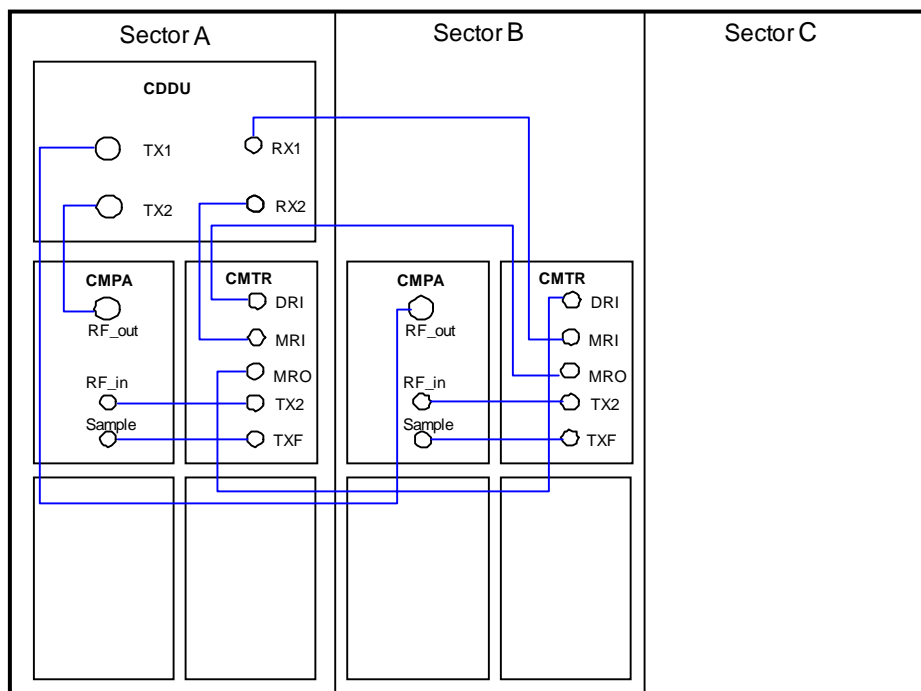 Sector A
Sector B
Sector C
CDDU
TX1
RX1
TX2
RX2
CMPA
CMTR
CMPA
CMTR
RF_out
DRI
RF_out
DRI
MRI
MRI
MRO
MRO
RF_in
TX2
RF_in
TX2
Sample
TXF
Sample
TXF